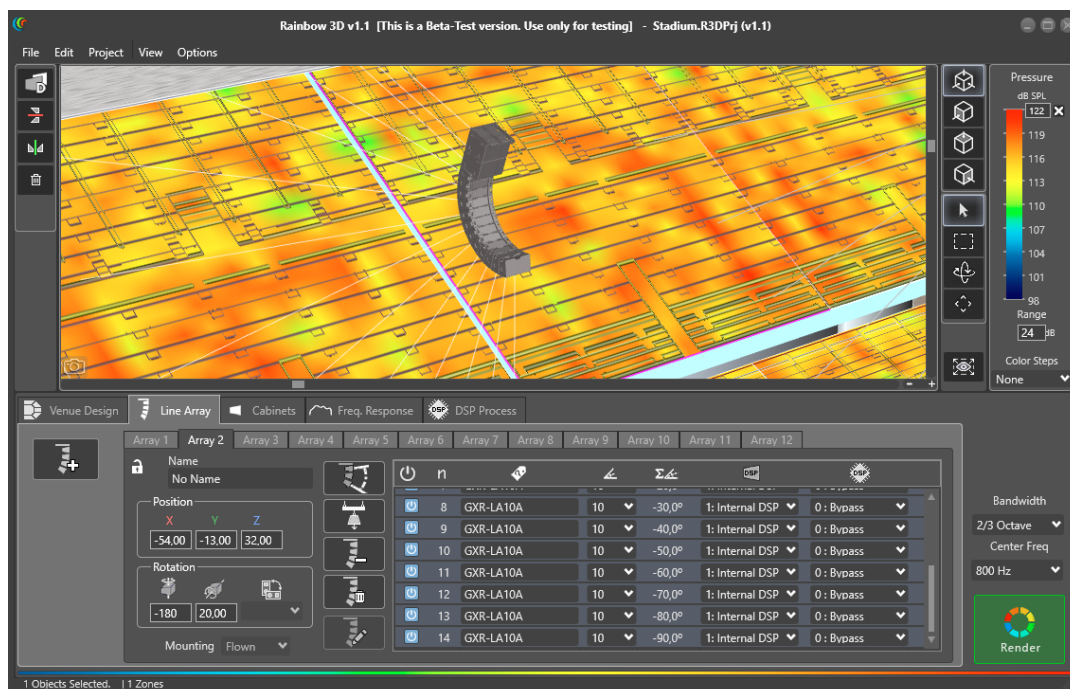 Rainbow 3D v1.1 [This is a Beta-Test version. Use only for testing] - Stadium.R3DPrj (v1.1)
File Edit Project View Options
Pressure
dB SPL
122
119
116
113
110
107
104
101
98
Range
24 dB
Color Steps
None
Venue Design Line Array Cabinets Freq. Response DSP DSP Process
Array 1 Array 2 Array 3 Array 4 Array 5 Array 6 Array 7 Array 8 Array 9 Array 10 Array 11 Array 12
Name
No Name
Position
X Y Z
-54,00 -13,00 32,00
Rotation
-180 20,00
Mounting Flown
n Σ DSP DSP
8 GXR-LA10A 10 -30,0º 1: Internal DSP 0 : Bypass
9 GXR-LA10A 10 -40,0º 1: Internal DSP 0 : Bypass
10 GXR-LA10A 10 -50,0º 1: Internal DSP 0 : Bypass
11 GXR-LA10A 10 -60,0º 1: Internal DSP 0 : Bypass
12 GXR-LA10A 10 -70,0º 1: Internal DSP 0 : Bypass
13 GXR-LA10A 10 -80,0º 1: Internal DSP 0 : Bypass
14 GXR-LA10A 10 -90,0º 1: Internal DSP 0 : Bypass
Bandwidth
2/3 Octave
Center Freq
800 Hz
Render
1 Objects Selected. | 1 Zones